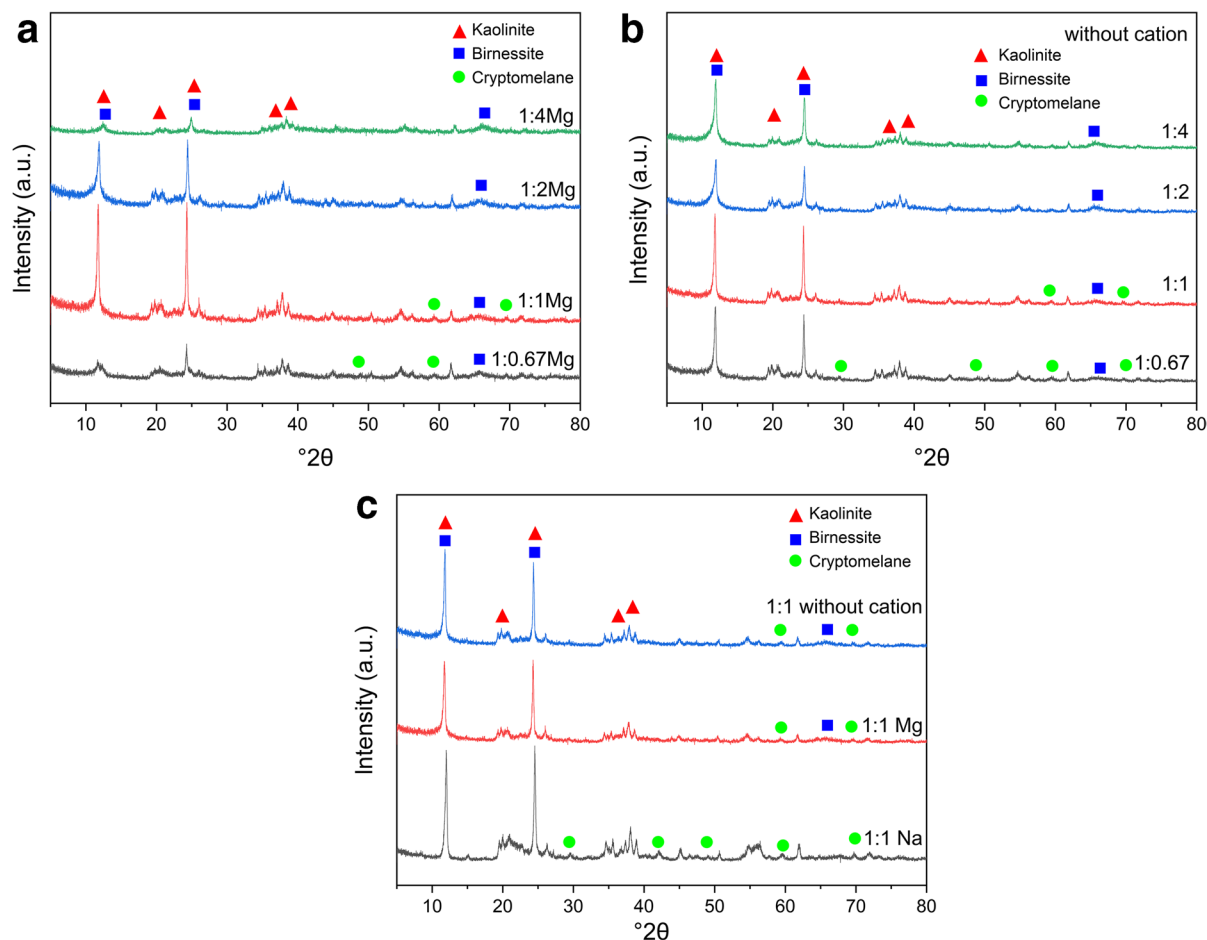 a
Kaolinite
Birnessite
Cryptomelane
1:4Mg
1:2Mg
1:1Mg
1:0.67Mg
Intensity (a.u.)
10 20 30 40 50 60 70 80
°2θ
b
without cation
Kaolinite
Birnessite
Cryptomelane
1:4
1:2
1:1
1:0.67
Intensity (a.u.)
10 20 30 40 50 60 70 80
°2θ
c
Kaolinite
Birnessite
Cryptomelane
1:1 without cation
1:1 Mg
1:1 Na
Intensity (a.u.)
10 20 30 40 50 60 70 80
°2θ